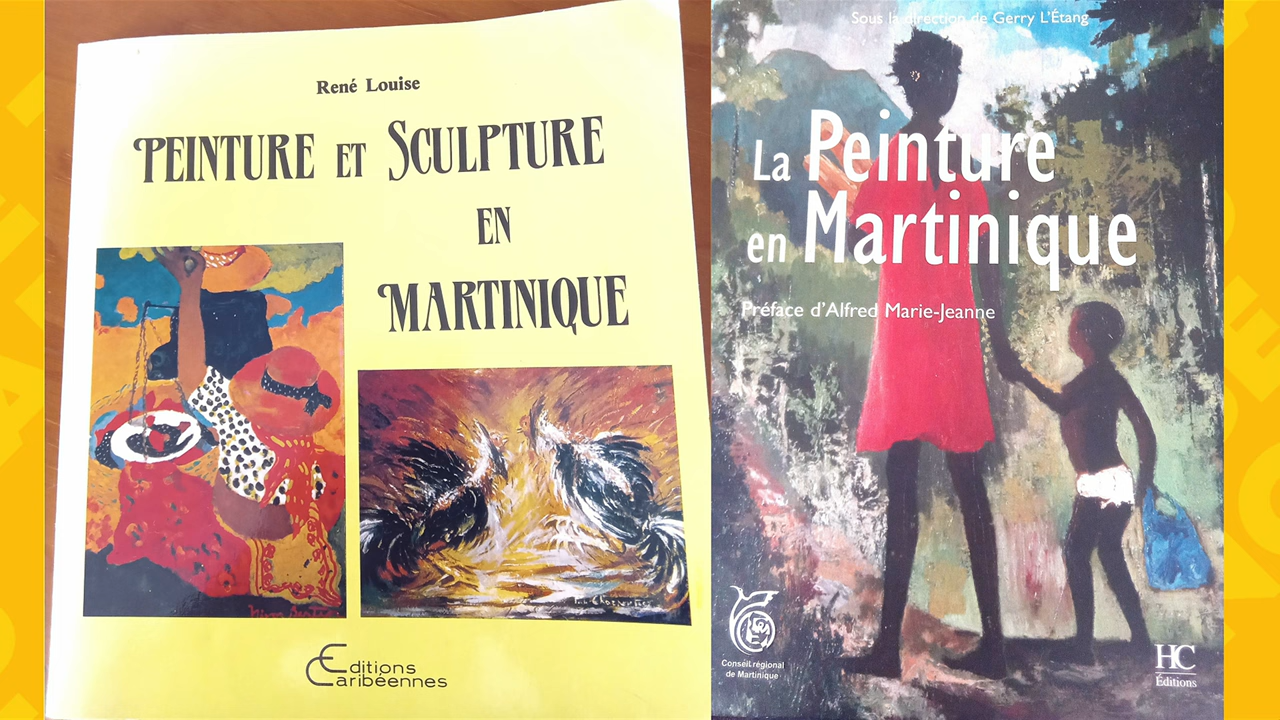 René Louise
PEINTURE ET SCULPTURE
EN
MARTINIQUE
Editions
Caribéennes
Sous la direction de Gerry L'Étang
La Peinture
en Martinique
Préface d'Alfred Marie-Jeanne
Conseil régional
de Martinique
HC
Éditions